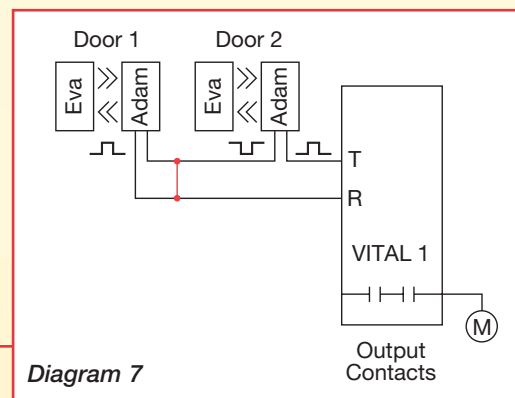 Door 1
Door 2
Eva
Adam
Eva
Adam
T
R
VITAL 1
M
Output
Contacts
Diagram 7